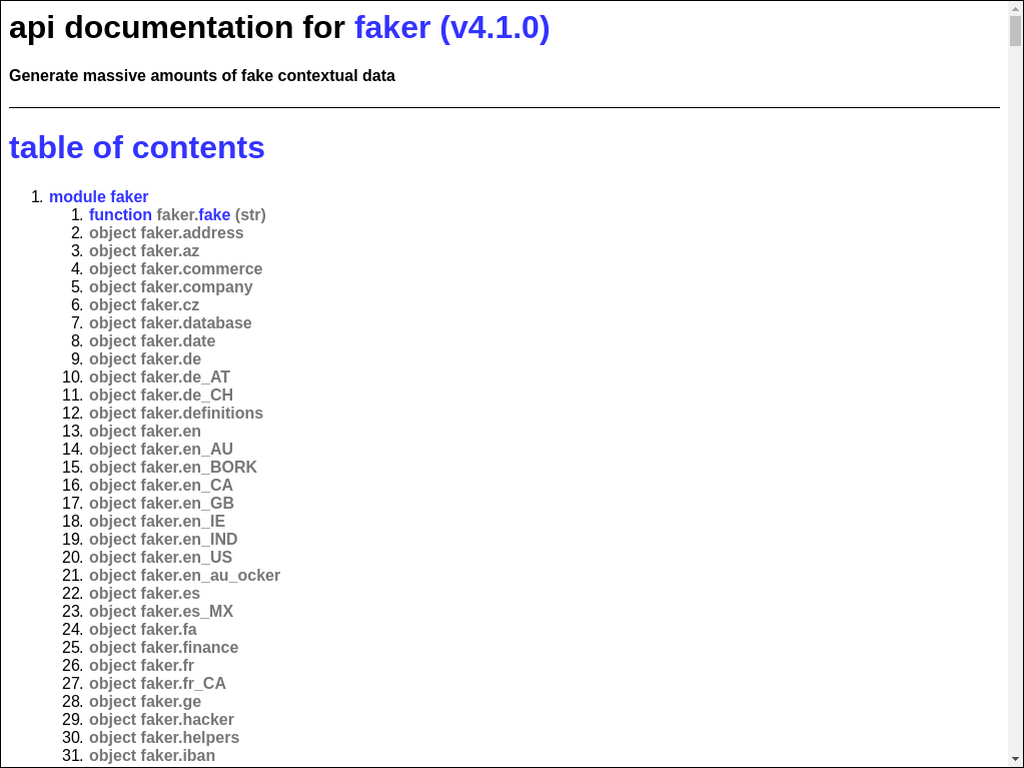 api documentation for faker (v4.1.0)
Generate massive amounts of fake contextual data
table of contents
1. module faker
1. function faker.fake (str)
2. object faker.address
3. object faker.az
4. object faker.commerce
5. object faker.company
6. object faker.cz
7. object faker.database
8. object faker.date
9. object faker.de
10. object faker.de_AT
11. object faker.de_CH
12. object faker.definitions
13. object faker.en
14. object faker.en_AU
15. object faker.en_BORK
16. object faker.en_CA
17. object faker.en_GB
18. object faker.en_IE
19. object faker.en_IND
20. object faker.en_US
21. object faker.en_au_ocker
22. object faker.es
23. object faker.es_MX
24. object faker.fa
25. object faker.finance
26. object faker.fr
27. object faker.fr_CA
28. object faker.ge
29. object faker.hacker
30. object faker.helpers
31. object faker.iban